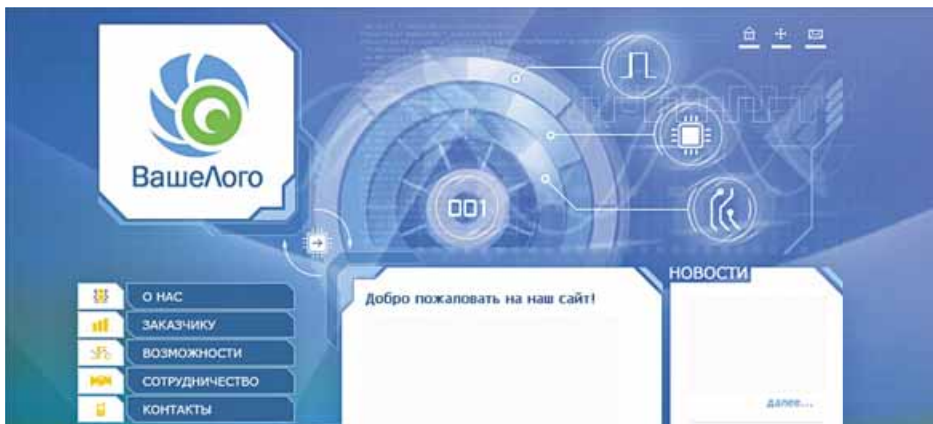 ВашеЛого
001
О НАС
ЗАКАЗЧИКУ
ВОЗМОЖНОСТИ
СОТРУДНИЧЕСТВО
КОНТАКТЫ
Добро пожаловать на наш сайт!
НОВОСТИ
далее...